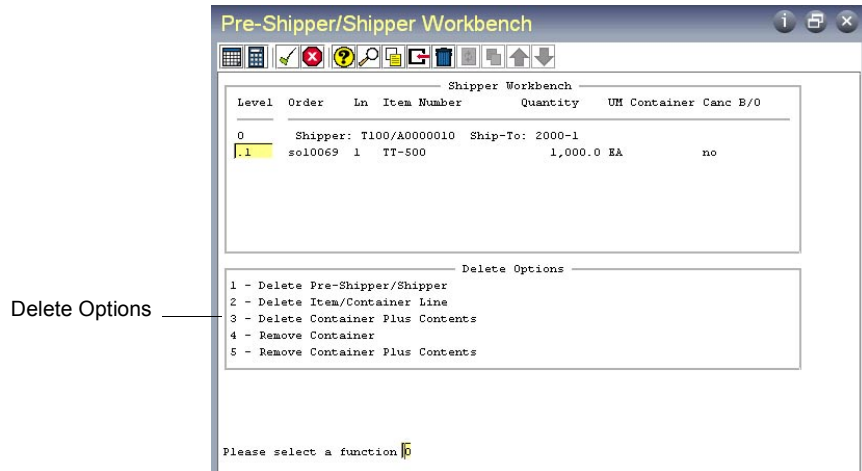 Pre-Shipper/Shipper Workbench
Shipper Workbench
Level Order Ln Item Number Quantity UM Container Canc B/O
0 Shipper: T100/A0000010 Ship-To: 2000-1
.1 so10069 1 TT-500 1,000.0 EA no
Delete Options
1 - Delete Pre-Shipper/Shipper
2 - Delete Item/Container Line
Delete Options
3 - Delete Container Plus Contents
4 - Remove Container
5 - Remove Container Plus Contents
Please select a function 0